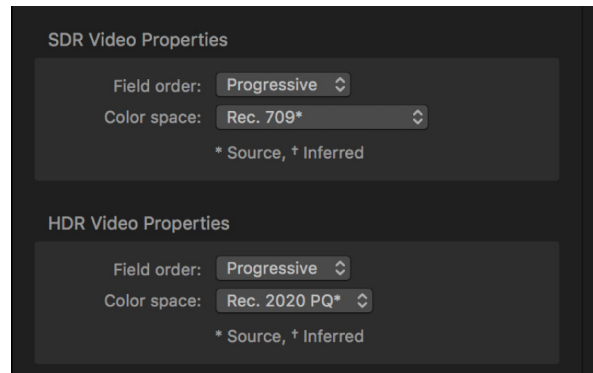 SDR Video Properties
Field order: Progressive
Color space: Rec. 709*
* Source, † Inferred
HDR Video Properties
Field order: Progressive
Color space: Rec. 2020 PQ*
* Source, † Inferred